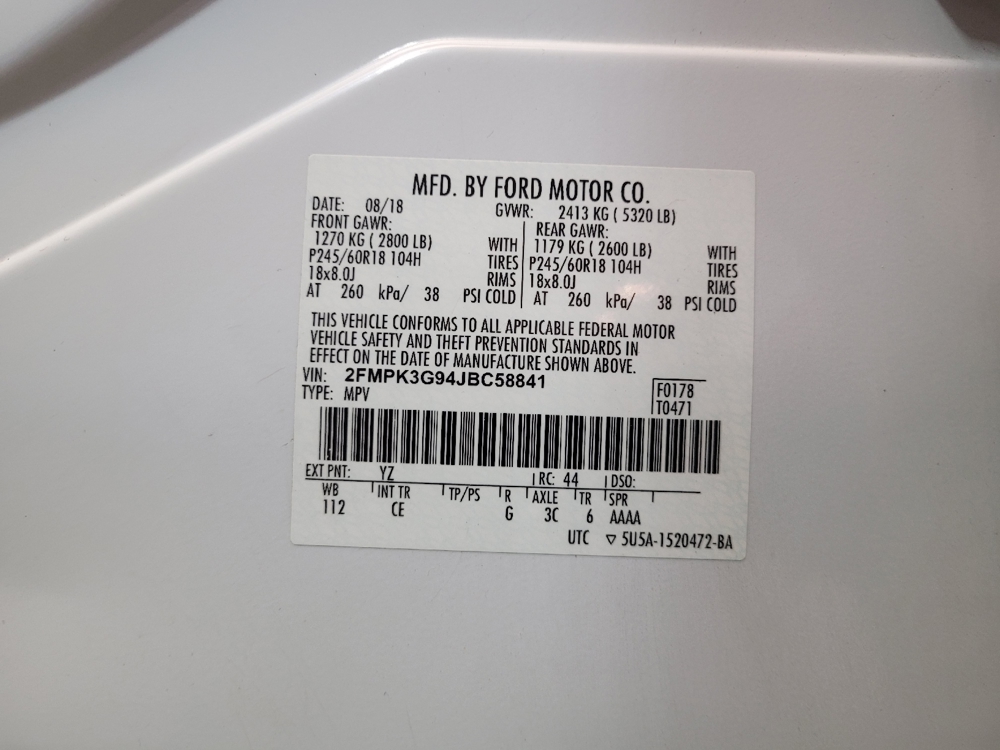 MFD. BY FORD MOTOR CO.
DATE: 08/18 GVWR: 2413 KG ( 5320 LB)
FRONT GAWR: REAR GAWR:
1270 KG ( 2800 LB) WITH 1179 KG ( 2600 LB) WITH
P245/60R18 104H TIRES P245/60R18 104H TIRES
18x8.0J RIMS 18x8.0J RIMS
AT 260 kPa/ 38 PSI COLD AT 260 kPa/ 38 PSI COLD
THIS VEHICLE CONFORMS TO ALL APPLICABLE FEDERAL MOTOR
VEHICLE SAFETY AND THEFT PREVENTION STANDARDS IN
EFFECT ON THE DATE OF MANUFACTURE SHOWN ABOVE.
VIN: 2FMPK3G94JBC58841 F0178
TYPE: MPV T0471
EXT PNT: YZ RC: 44 DSO:
WB INT TR TP/PS R AXLE TR SPR
112 CE G 3C 6 AAAA
UTC ▽ 5U5A-1520472-BA